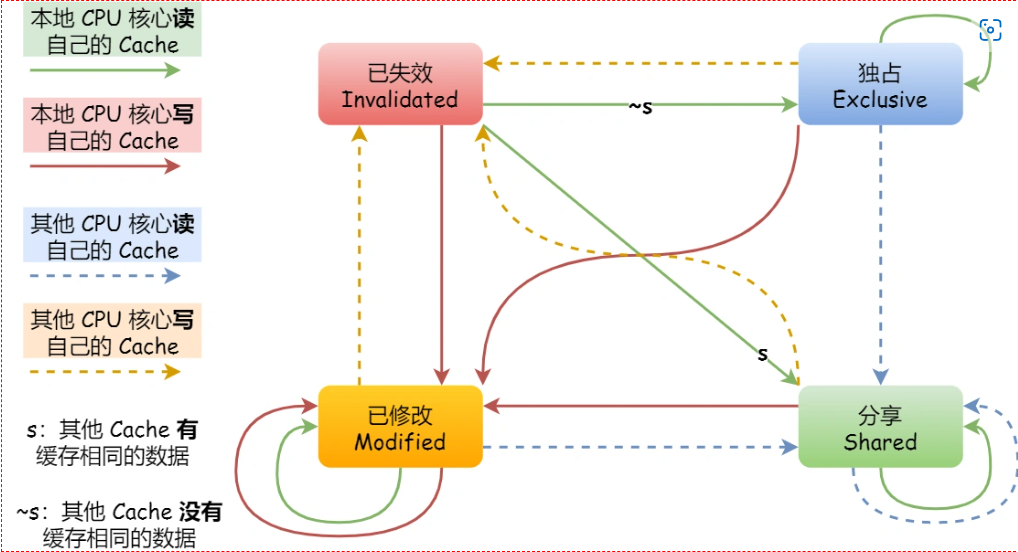 本地 CPU 核心读
自己的 Cache
本地 CPU 核心写
自己的 Cache
其他 CPU 核心读
自己的 Cache
其他 CPU 核心写
自己的 Cache
s：其他 Cache 有
缓存相同的数据
~s：其他 Cache 没有
缓存相同的数据
已失效
Invalidated
独占
Exclusive
~s
s
已修改
Modified
分享
Shared